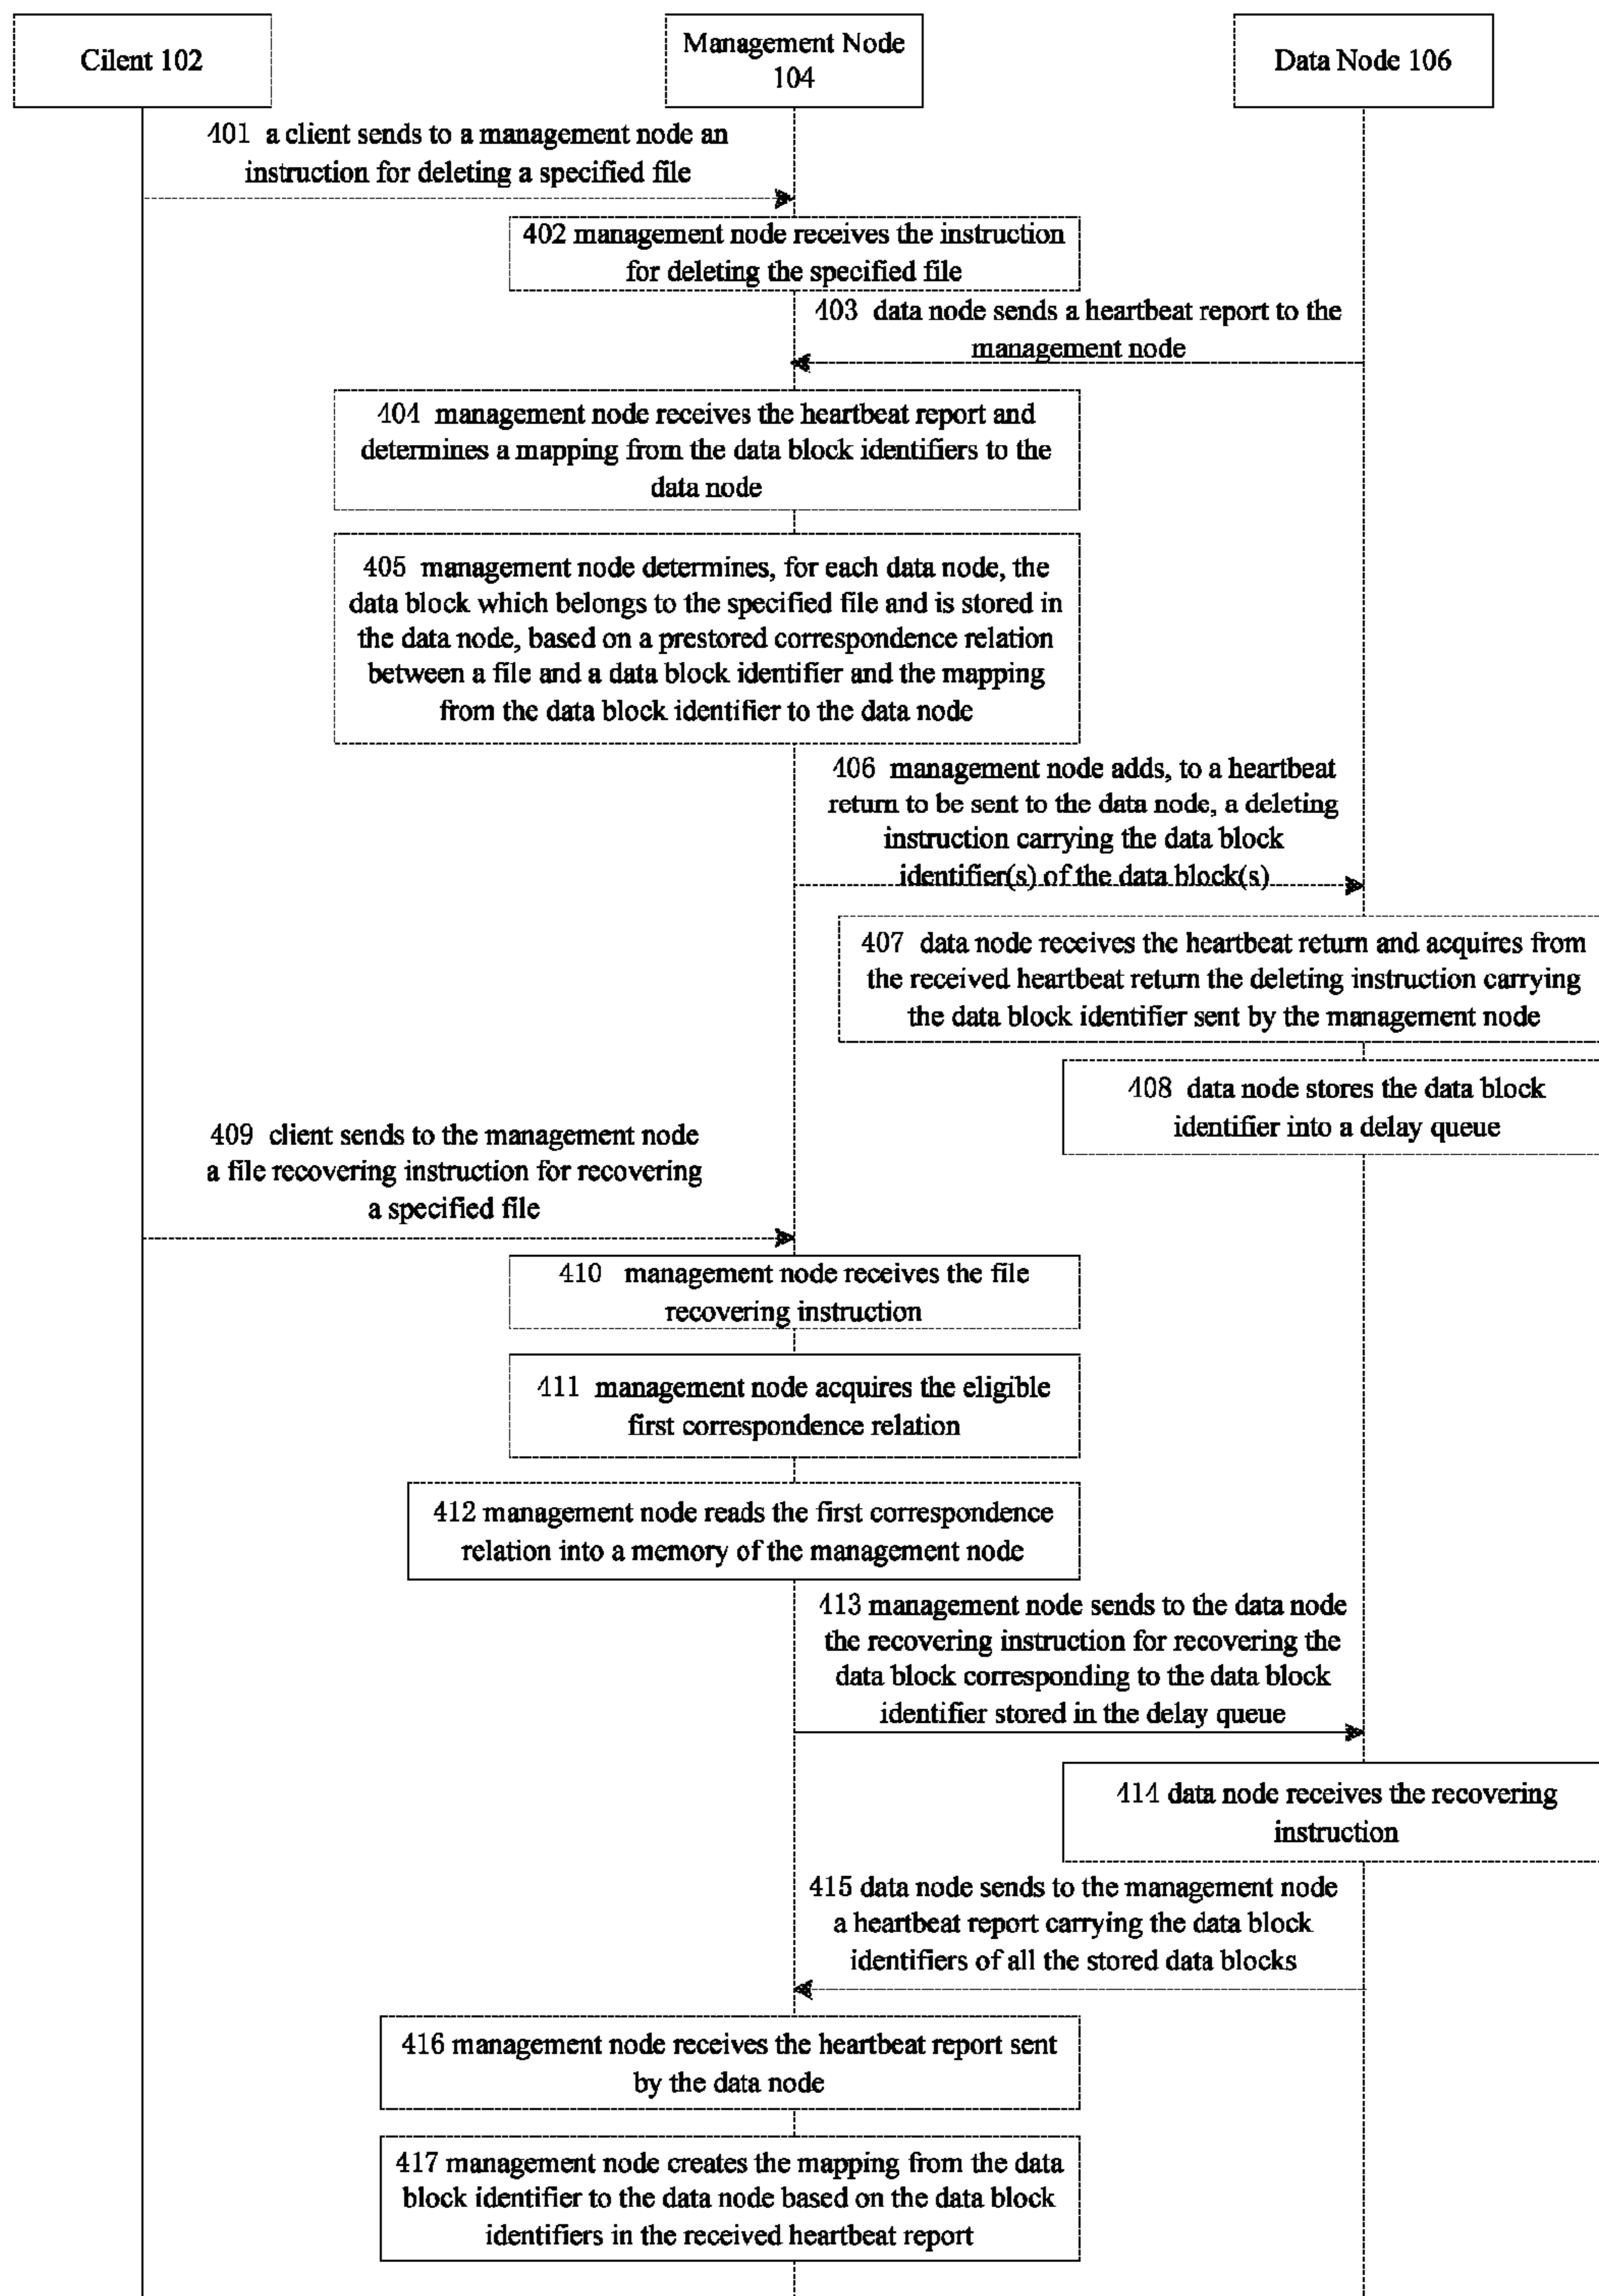 Cilent 102
Management Node
104
Data Node 106
401 a client sends to a management node an
instruction for deleting a specified file
402 management node receives the instruction
for deleting the specified file
403 data node sends a heartbeat report to the
management node
404 management node receives the heartbeat report and
determines a mapping from the data block identifiers to the
data node
405 management node determines, for each data node, the
data block which belongs to the specified file and is stored in
the data node, based on a prestored correspondence relation
between a file and a data block identifier and the mapping
from the data block identifier to the data node
406 management node adds, to a heartbeat
return to be sent to the data node, a deleting
instruction carrying the data block
identifier(s) of the data block(s)
407 data node receives the heartbeat return and acquires from
the received heartbeat return the deleting instruction carrying
the data block identifier sent by the management node
408 data node stores the data block
identifier into a delay queue
409 client sends to the management node
a file recovering instruction for recovering
a specified file
410 management node receives the file
recovering instruction
411 management node acquires the eligible
first correspondence relation
412 management node reads the first correspondence
relation into a memory of the management node
413 management node sends to the data node
the recovering instruction for recovering the
data block corresponding to the data block
identifier stored in the delay queue
414 data node receives the recovering
instruction
415 data node sends to the management node
a heartbeat report carrying the data block
identifiers of all the stored data blocks
416 management node receives the heartbeat report sent
by the data node
417 management node creates the mapping from the data
block identifier to the data node based on the data block
identifiers in the received heartbeat report